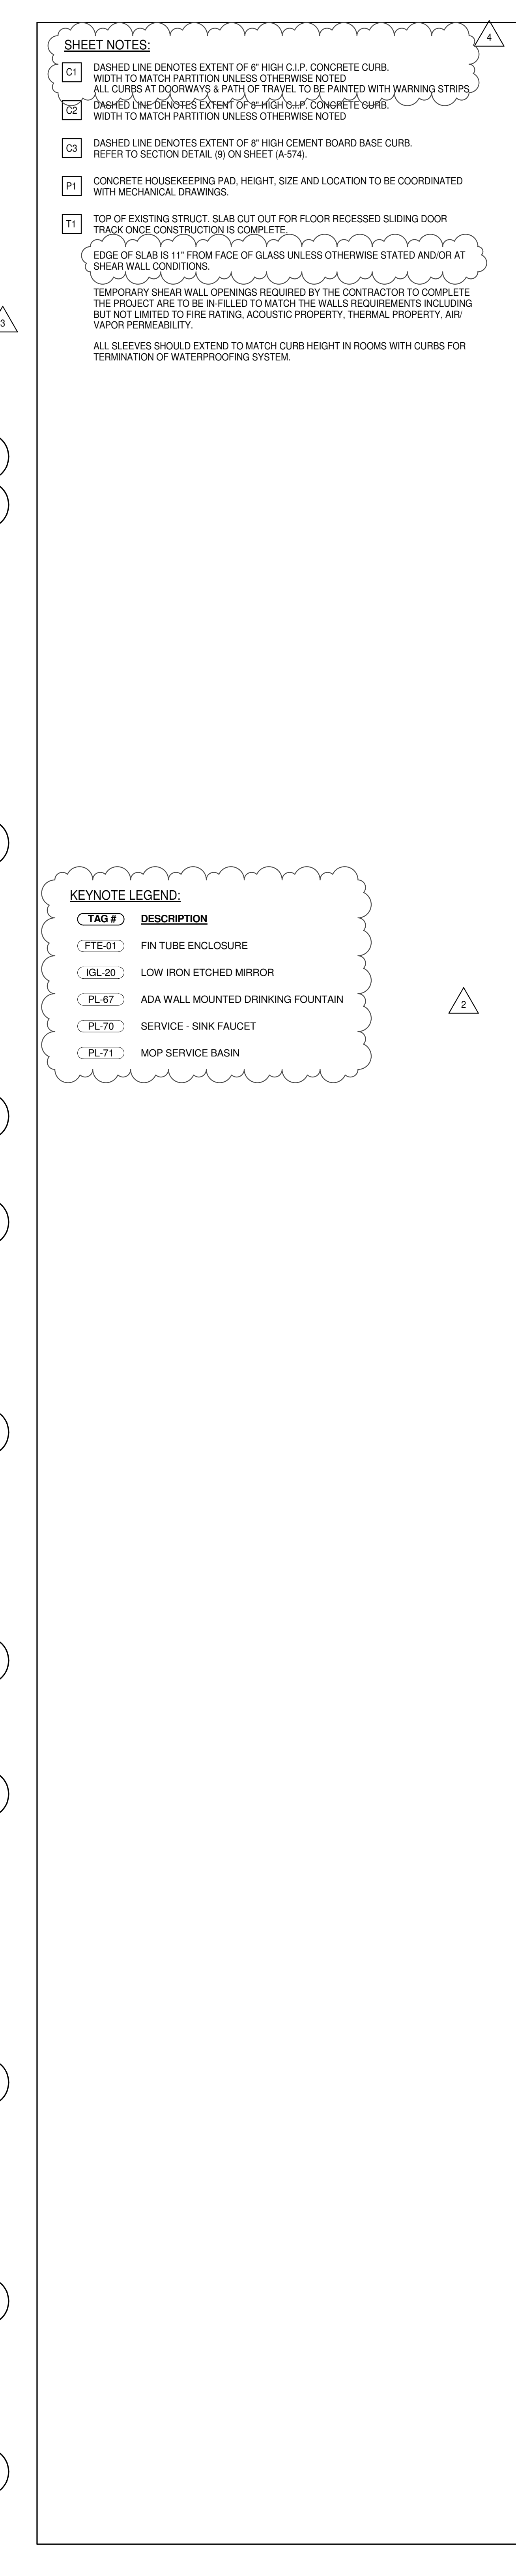 4
SHEET NOTES:
C1 DASHED LINE DENOTES EXTENT OF 6" HIGH C.I.P. CONCRETE CURB.
WIDTH TO MATCH PARTITION UNLESS OTHERWISE NOTED
ALL CURBS AT DOORWAYS & PATH OF TRAVEL TO BE PAINTED WITH WARNING STRIPS
C2 DASHED LINE DENOTES EXTENT OF 8" HIGH C.I.P. CONCRETE CURB.
WIDTH TO MATCH PARTITION UNLESS OTHERWISE NOTED
C3 DASHED LINE DENOTES EXTENT OF 8" HIGH CEMENT BOARD BASE CURB.
REFER TO SECTION DETAIL (9) ON SHEET (A-574).
P1 CONCRETE HOUSEKEEPING PAD, HEIGHT, SIZE AND LOCATION TO BE COORDINATED
WITH MECHANICAL DRAWINGS.
T1 TOP OF EXISTING STRUCT. SLAB CUT OUT FOR FLOOR RECESSED SLIDING DOOR
TRACK ONCE CONSTRUCTION IS COMPLETE.
EDGE OF SLAB IS 11" FROM FACE OF GLASS UNLESS OTHERWISE STATED AND/OR AT
SHEAR WALL CONDITIONS.
TEMPORARY SHEAR WALL OPENINGS REQUIRED BY THE CONTRACTOR TO COMPLETE
THE PROJECT ARE TO BE IN-FILLED TO MATCH THE WALLS REQUIREMENTS INCLUDING
BUT NOT LIMITED TO FIRE RATING, ACOUSTIC PROPERTY, THERMAL PROPERTY, AIR/
VAPOR PERMEABILITY.
3
ALL SLEEVES SHOULD EXTEND TO MATCH CURB HEIGHT IN ROOMS WITH CURBS FOR
TERMINATION OF WATERPROOFING SYSTEM.
KEYNOTE LEGEND:
TAG # DESCRIPTION
FTE-01 FIN TUBE ENCLOSURE
IGL-20 LOW IRON ETCHED MIRROR
PL-67 ADA WALL MOUNTED DRINKING FOUNTAIN
2
PL-70 SERVICE - SINK FAUCET
PL-71 MOP SERVICE BASIN